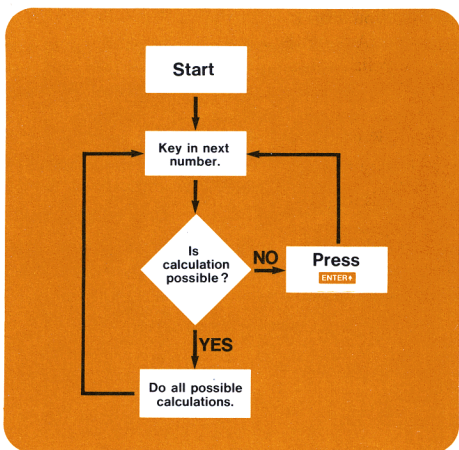 Start
Key in next
number.
Is
calculation
possible?
NO
Press
ENTER↑
YES
Do all possible
calculations.